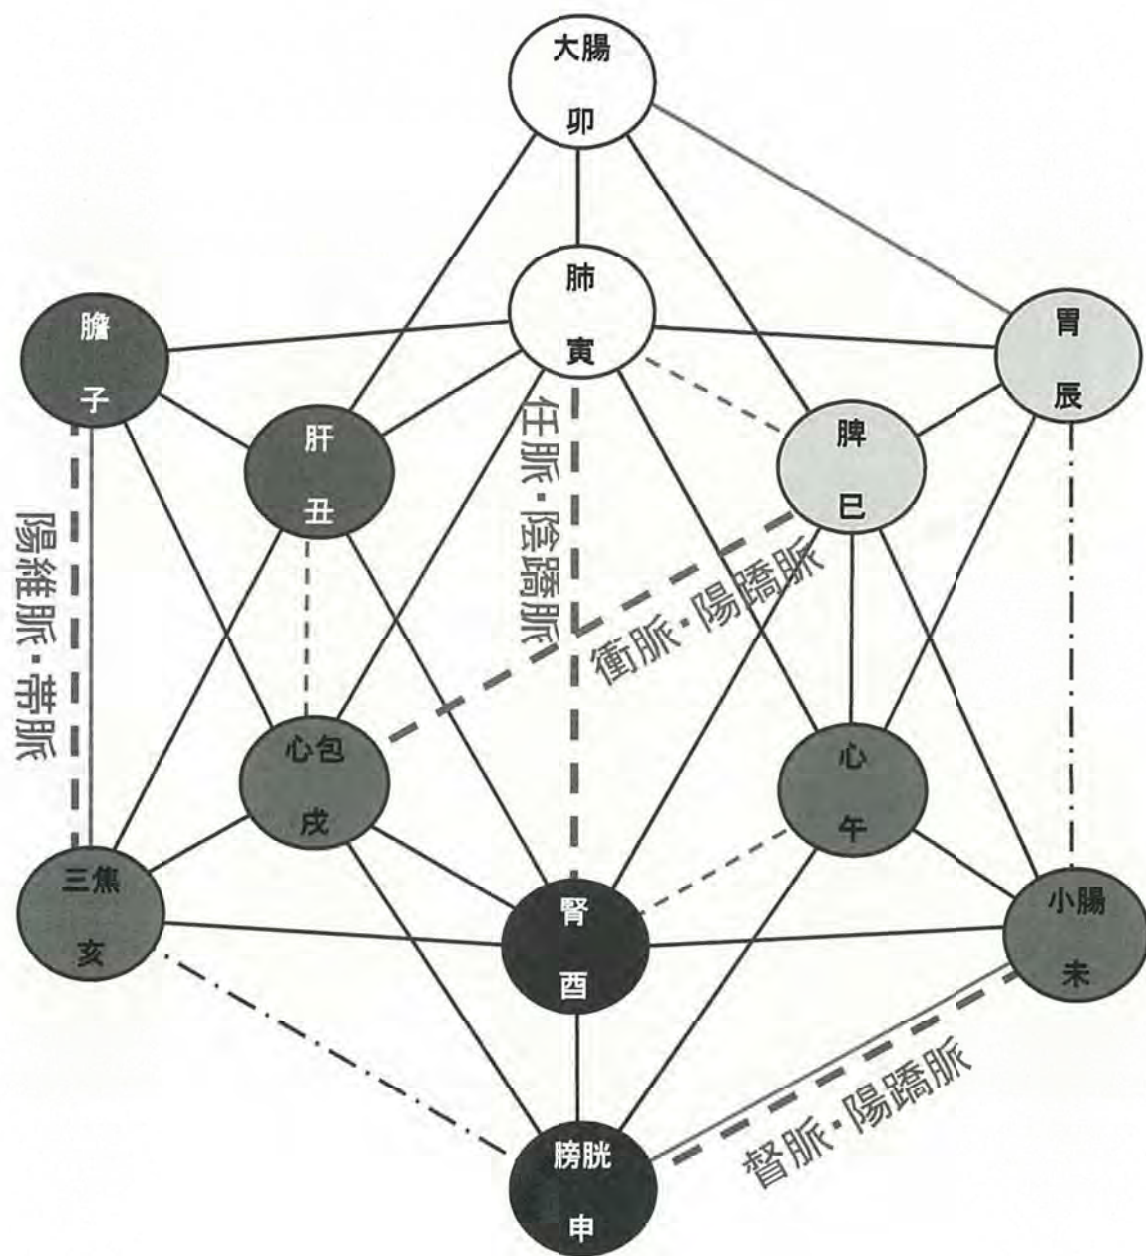 大腸
卯
肺
寅
膽
子
胃
辰
肝
丑
脾
巳
任脈·陰蹻脈
陽維脈·帶脈
衝脈·陽蹻脈
心包
戌
心
午
三焦
亥
腎
酉
小腸
未
督脈·陽蹻脈
膀胱
申